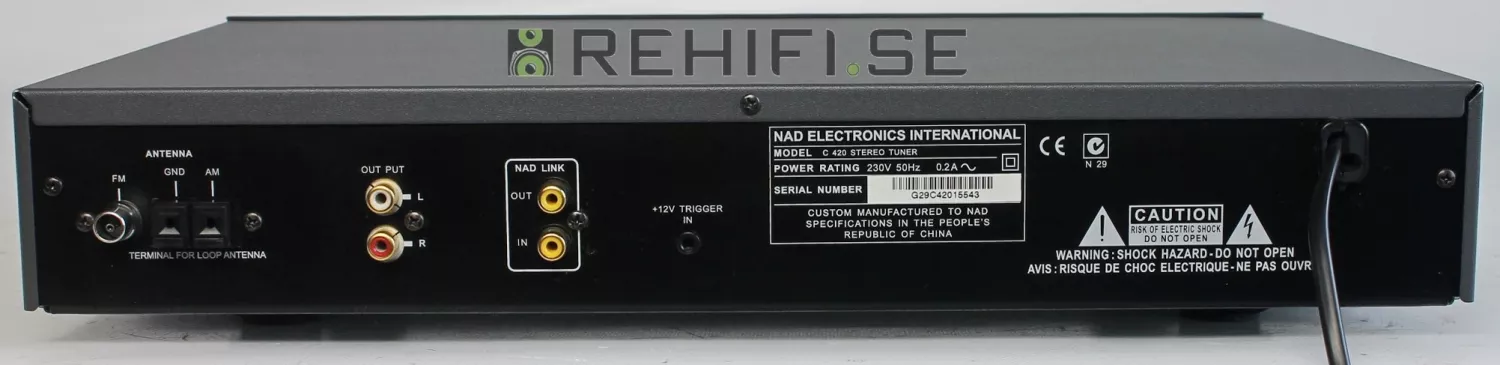 REHIFI.SE
ANTENNA
FM
GND
AM
TERMINAL FOR LOOP ANTENNA
OUT PUT
L
R
NAD LINK
OUT
IN
+12V TRIGGER
IN
NAD ELECTRONICS INTERNATIONAL
MODEL C 420 STEREO TUNER
POWER RATING 230V 50Hz 0.2A ~
SERIAL NUMBER
G29C42015543
CUSTOM MANUFACTURED TO NAD
SPECIFICATIONS IN THE PEOPLE'S
REPUBLIC OF CHINA
CE
N 29
CAUTION
RISK OF ELECTRIC SHOCK
DO NOT OPEN
WARNING : SHOCK HAZARD - DO NOT OPEN
AVIS : RISQUE DE CHOC ELECTRIQUE - NE PAS OUVR